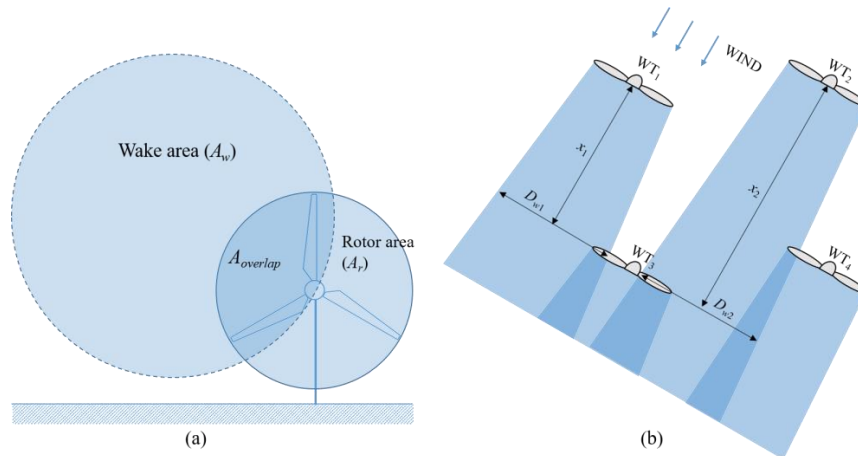 Wake area (A_w)
A_overlap
Rotor area
(A_r)
(a)
WIND
WT_1
WT_2
x_1
x_2
D_w1
WT_3
WT_4
D_w2
(b)